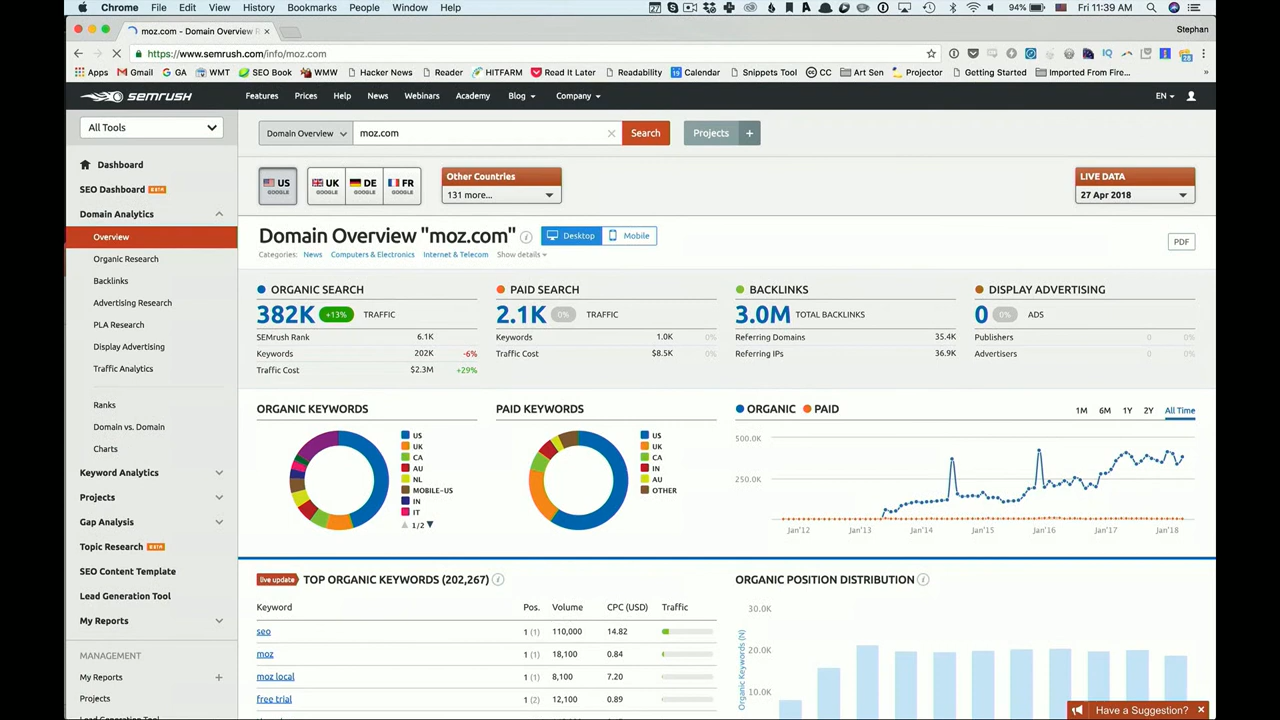 Chrome File Edit View History Bookmarks People Window Help 27 94% Fri 11:39 AM
moz.com - Domain Overview × Stephan
https://www.semrush.com/info/moz.com
Apps Gmail GA WMT SEO Book WMW Hacker News Reader HITFARM Read It Later Readability Calendar Snippets Tool CC Art Sen Projector Getting Started Imported From Fire... »
SEMRUSH Features Prices Help News Webinars Academy Blog Company EN
All Tools
Domain Overview moz.com × Search Projects +
Dashboard
SEO Dashboard BETA
Domain Analytics
Overview
Organic Research
Backlinks
Advertising Research
PLA Research
Display Advertising
Traffic Analytics
Ranks
Domain vs. Domain
Charts
Keyword Analytics
Projects
Gap Analysis
Topic Research BETA
SEO Content Template
Lead Generation Tool
My Reports
MANAGEMENT
My Reports +
Projects
Lead Generation Tool
US GOOGLE UK GOOGLE DE GOOGLE FR GOOGLE
Other Countries
131 more...
LIVE DATA
27 Apr 2018
Domain Overview "moz.com" i Desktop Mobile PDF
Categories: News Computers & Electronics Internet & Telecom Show details
ORGANIC SEARCH
382K +13% TRAFFIC
SEMrush Rank 6.1K
Keywords 202K -6%
Traffic Cost $2.3M +29%
PAID SEARCH
2.1K 0% TRAFFIC
Keywords 1.0K 0%
Traffic Cost $8.5K 0%
BACKLINKS
3.0M TOTAL BACKLINKS
Referring Domains 35.4K
Referring IPs 36.9K
DISPLAY ADVERTISING
0 0% ADS
Publishers 0 0%
Advertisers 0 0%
ORGANIC KEYWORDS
US
UK
CA
AU
NL
MOBILE-US
IN
IT
1/2
PAID KEYWORDS
US
UK
CA
IN
AU
OTHER
ORGANIC PAID 1M 6M 1Y 2Y All Time
500.0K
250.0K
Jan'12 Jan'13 Jan'14 Jan'15 Jan'16 Jan'17 Jan'18
live update TOP ORGANIC KEYWORDS (202,267) i
Keyword Pos. Volume CPC (USD) Traffic
seo 1 (1) 110,000 14.82
moz 1 (1) 18,100 0.84
moz local 1 (1) 8,100 7.20
free trial 1 (2) 12,100 0.89
ORGANIC POSITION DISTRIBUTION i
30.0K
20.0K
10.0K
Organic Keywords (N)
Have a Suggestion? ×